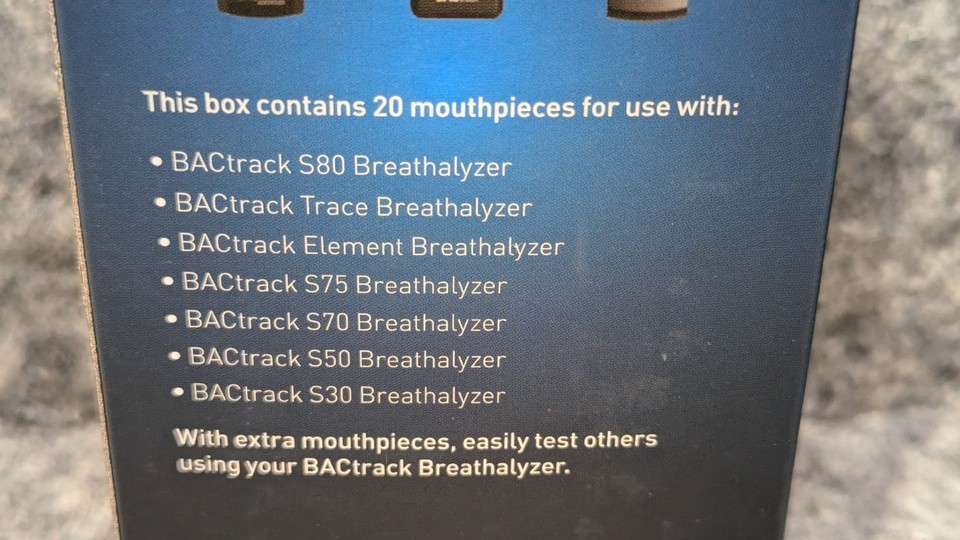 This box contains 20 mouthpieces for use with:
• BACtrack S80 Breathalyzer
• BACtrack Trace Breathalyzer
• BACtrack Element Breathalyzer
• BACtrack S75 Breathalyzer
• BACtrack S70 Breathalyzer
• BACtrack S50 Breathalyzer
• BACtrack S30 Breathalyzer
With extra mouthpieces, easily test others
using your BACtrack Breathalyzer.